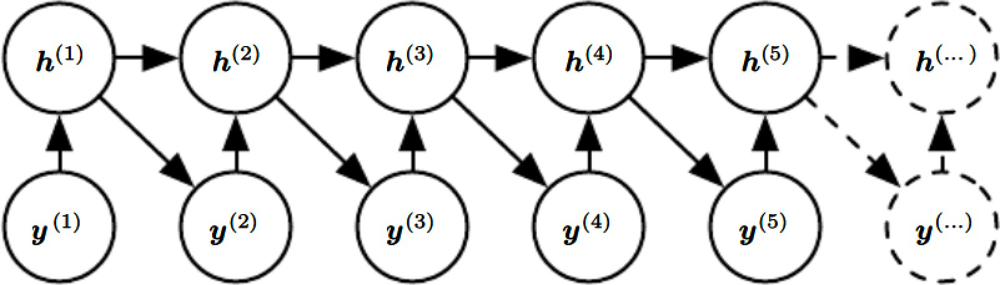 h(1) h(2) h(3) h(4) h(5) h(...)
y(1) y(2) y(3) y(4) y(5) y(...)